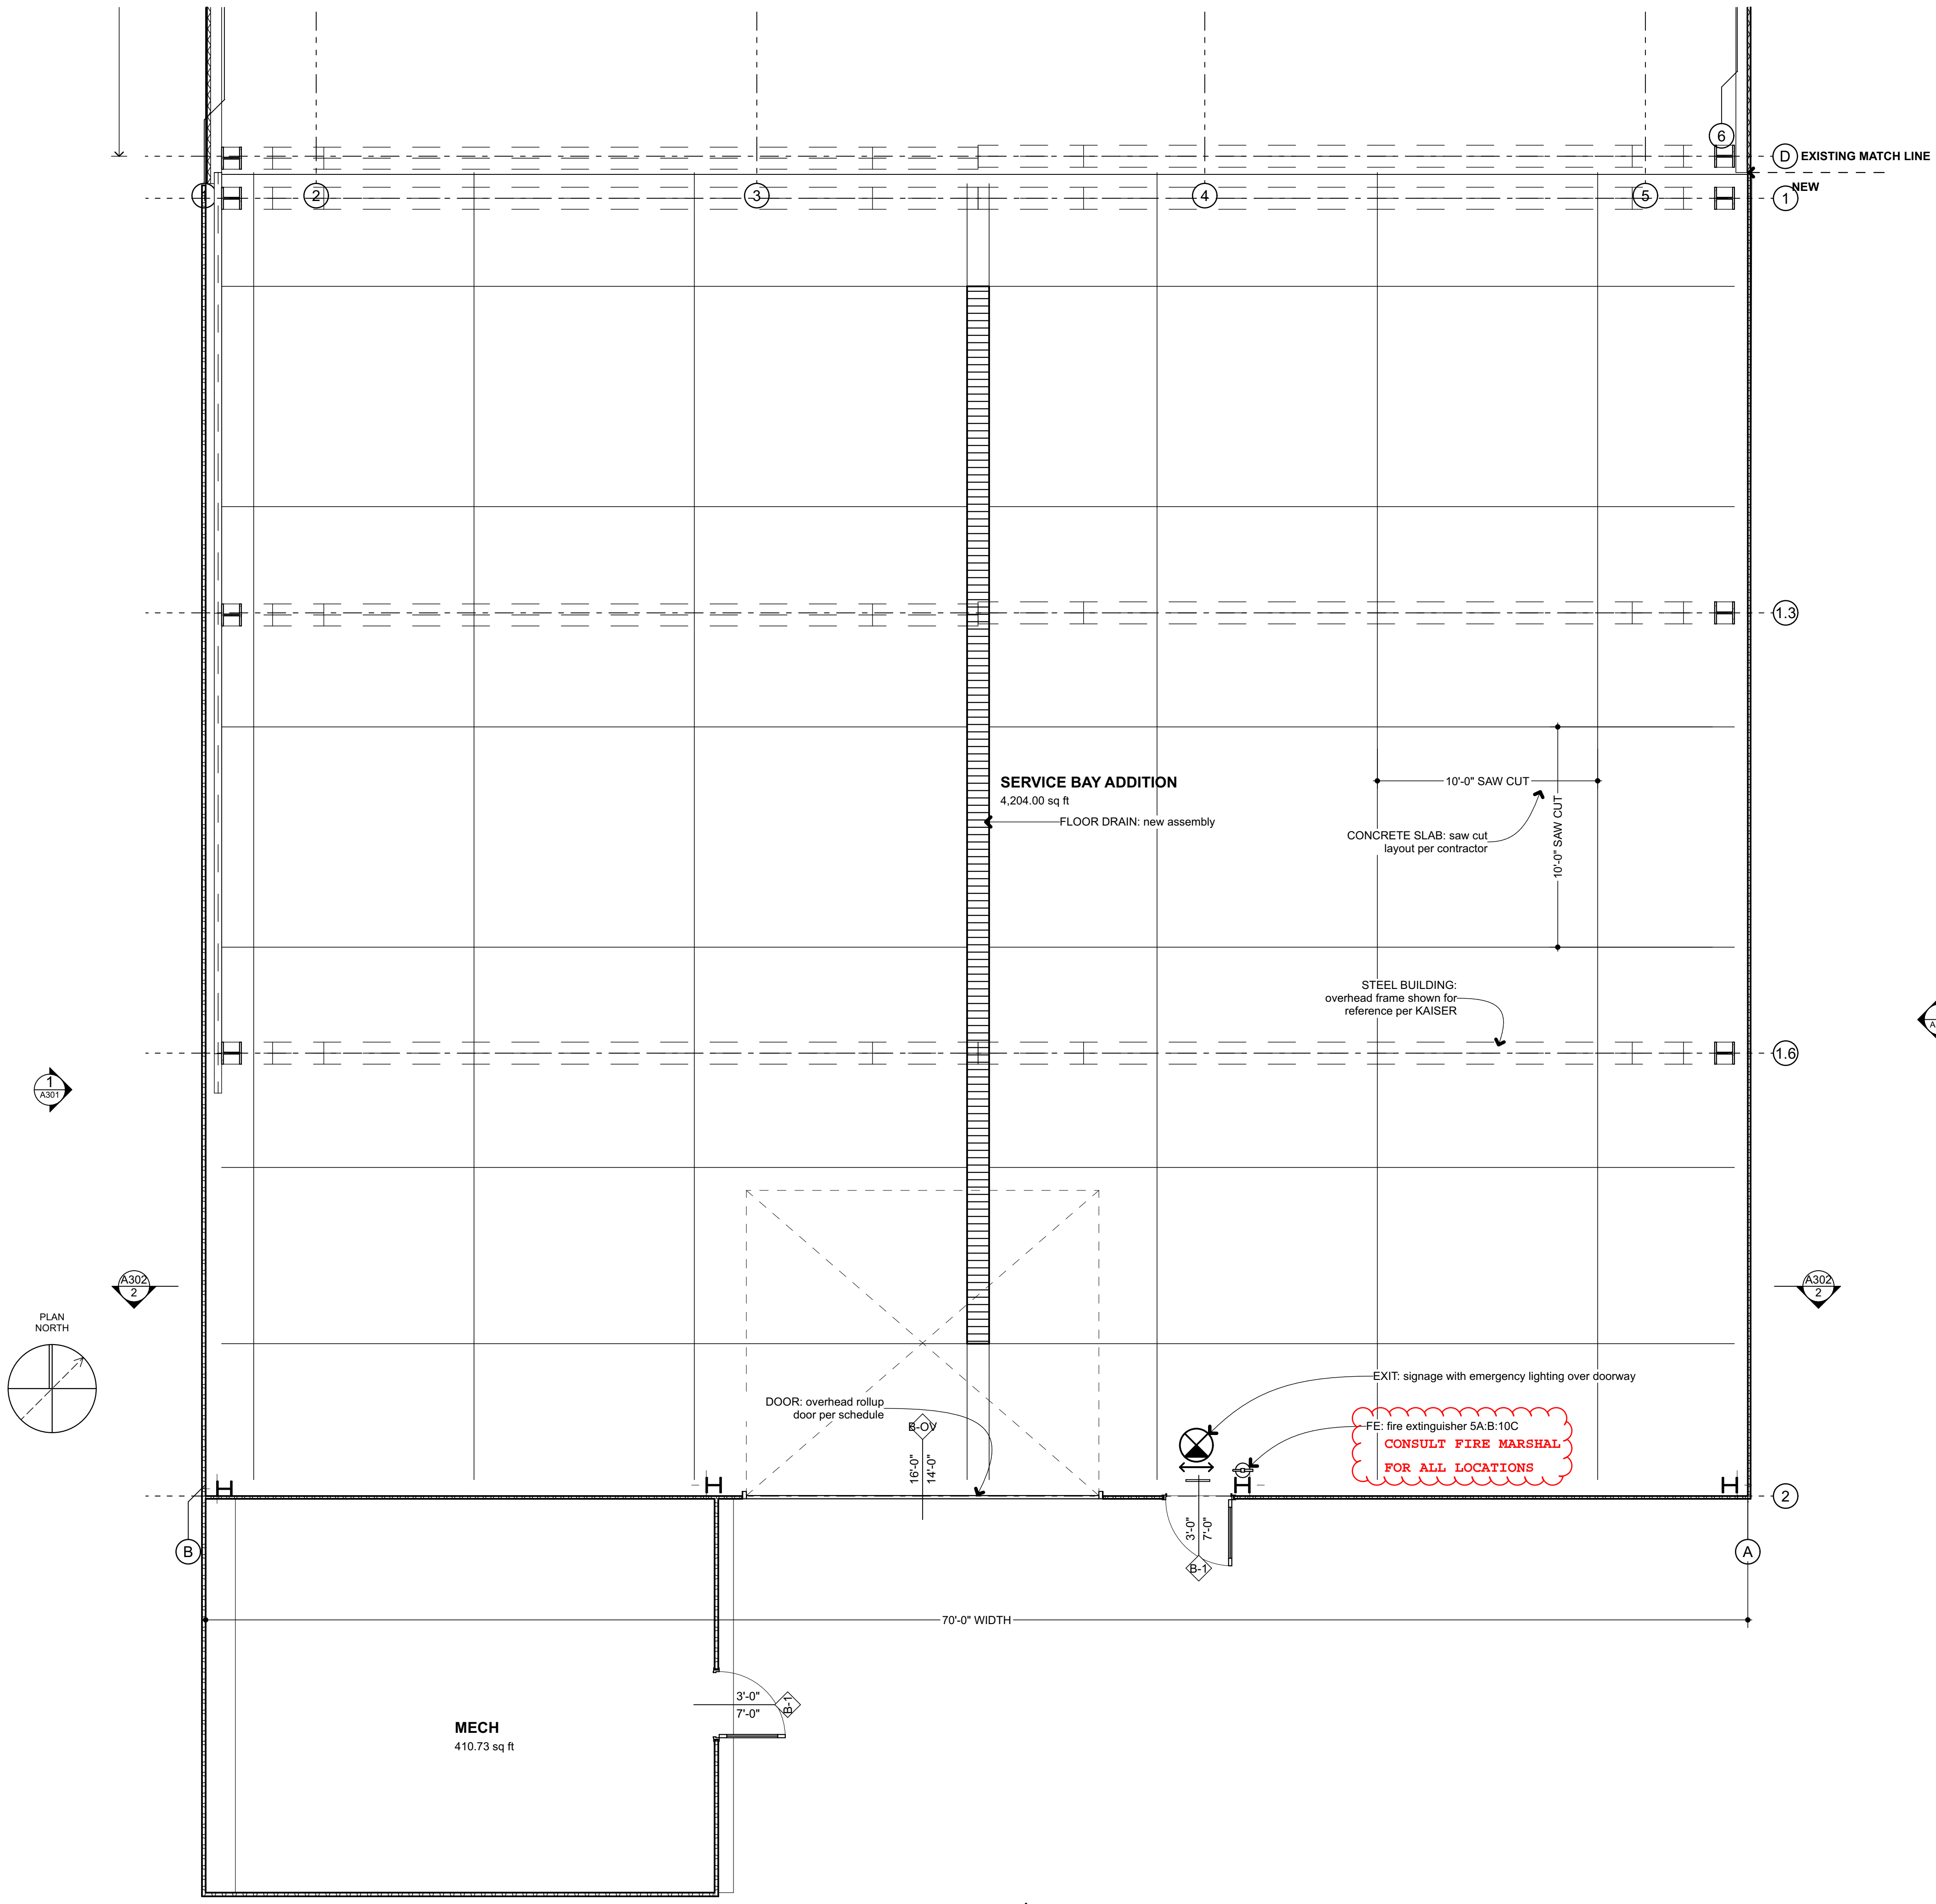 6
D EXISTING MATCH LINE
NEW
2
3
4
5
1
1.3
SERVICE BAY ADDITION
4,204.00 sq ft
FLOOR DRAIN: new assembly
10'-0" SAW CUT
10'-0" SAW CUT
CONCRETE SLAB: saw cut
layout per contractor
STEEL BUILDING:
overhead frame shown for
reference per KAISER
1.6
1
A301
A302
2
A302
2
PLAN
NORTH
EXIT: signage with emergency lighting over doorway
DOOR: overhead rollup
door per schedule
B-OV
16'-0"
14'-0"
FE: fire extinguisher 5A:B:10C
CONSULT FIRE MARSHAL
FOR ALL LOCATIONS
2
3'-0"
7'-0"
B-1
B
A
70'-0" WIDTH
3'-0"
7'-0"
B-1
MECH
410.73 sq ft